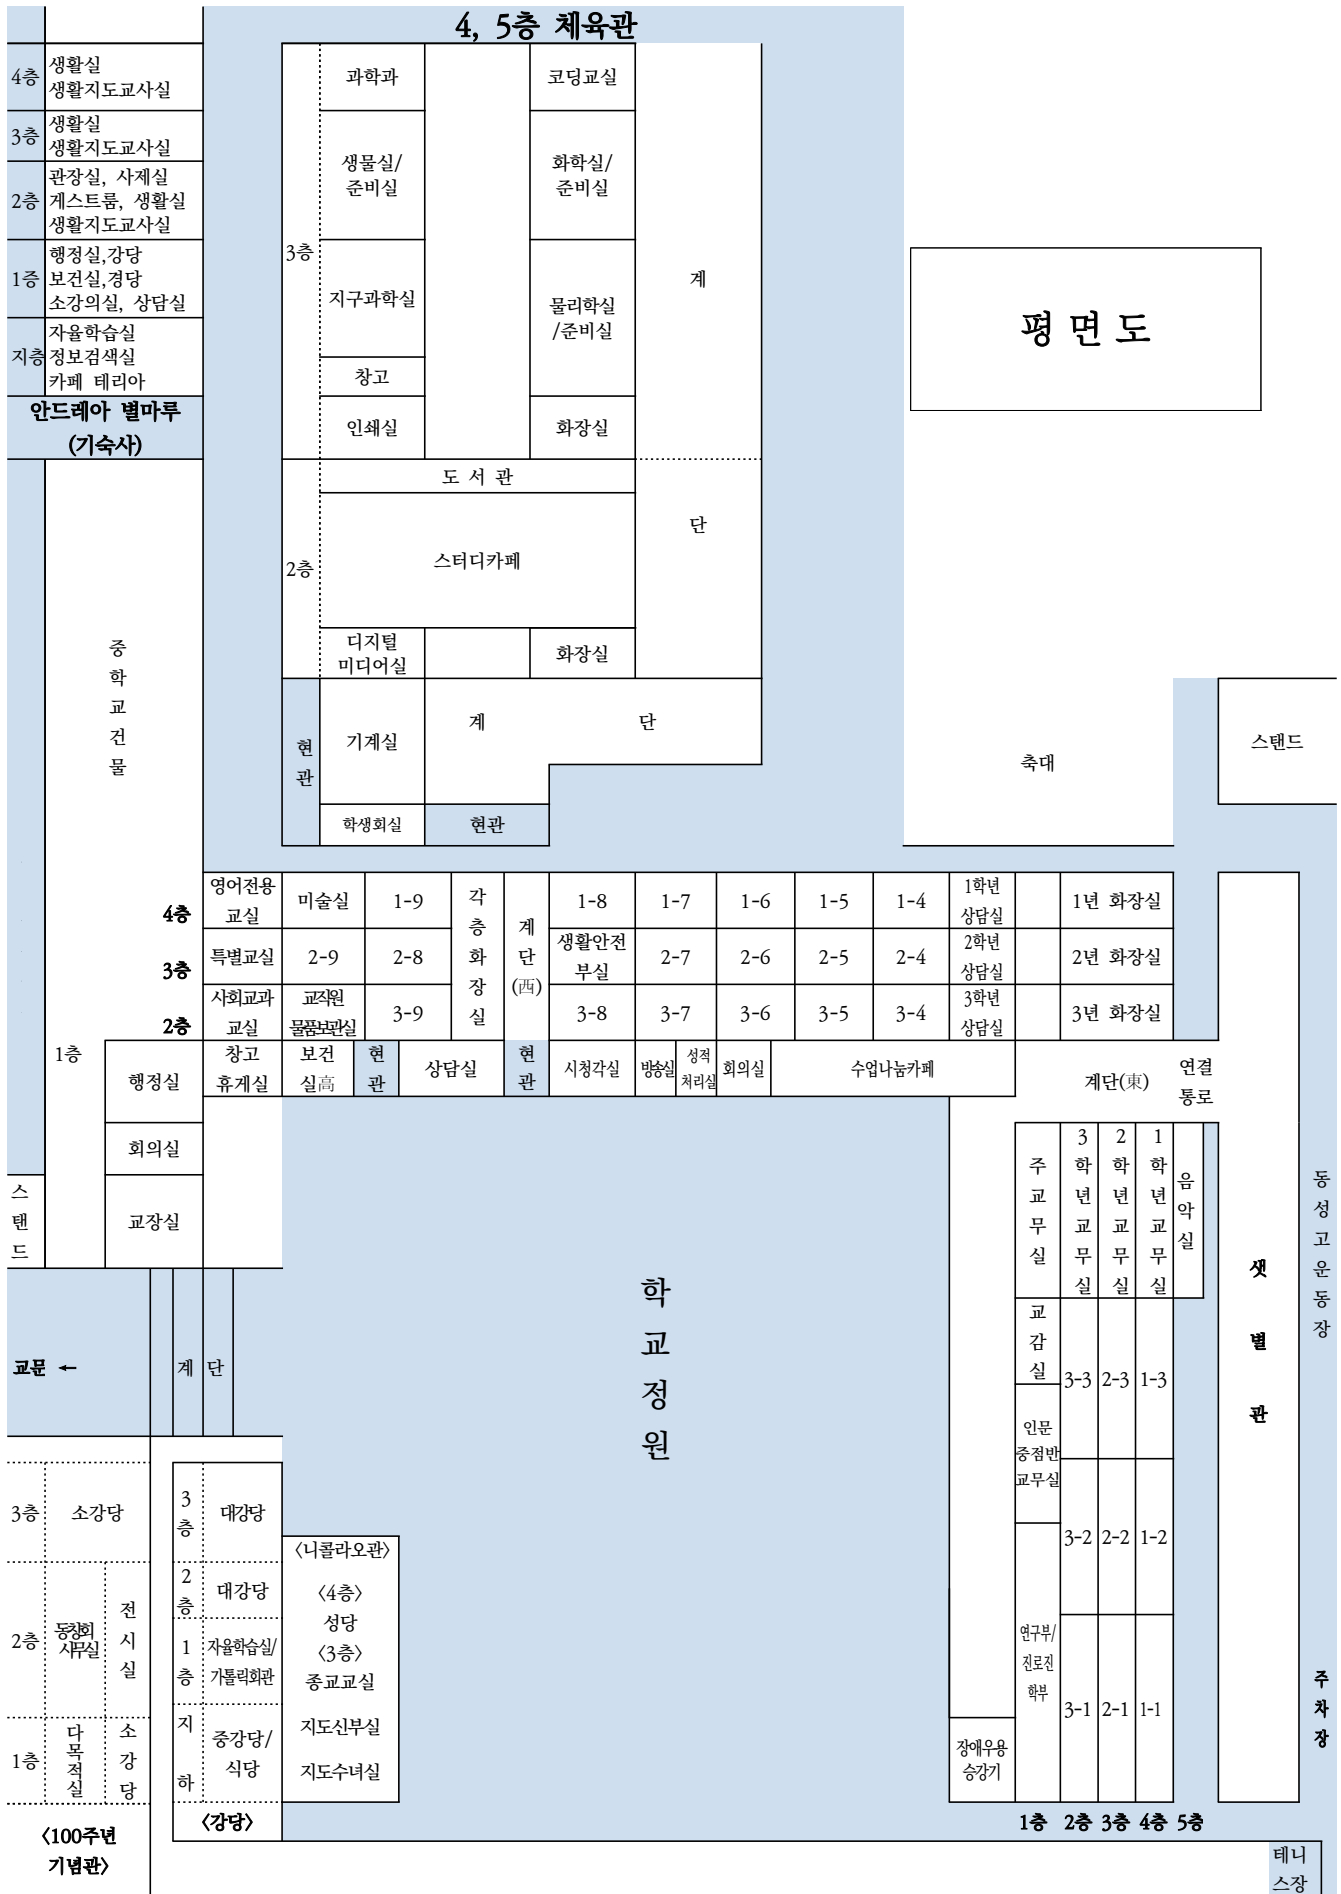 4, 5층 체육관
4층
생활실
생활지도교사실
3층
생활실
생활지도교사실
2층
관장실, 사제실
게스트룸, 생활실
생활지도교사실
1증
행정실,강당
보건실,경당
소강의실, 상담실
지층
자율학습실
정보검색실
카페 테리아
안드레아 별마루
(기숙사)
3층
과학과
코딩교실
생물실/
준비실
화학실/
준비실
지구과학실
물리학실
/준비실
창고
인쇄실
화장실
계
단
도 서 관
2층
스터디카페
디지털
미디어실
화장실
현
관
기계실
계 단
학생회실
현관
평 면 도
축대
스탠드
중
학
교
건
물
4층
영어전용
교실
미술실
1-9
각
층
화
장
실
계
단
(西)
1-8
1-7
1-6
1-5
1-4
1학년
상담실
1년 화장실
3층
특별교실
2-9
2-8
생활안전
부실
2-7
2-6
2-5
2-4
2학년
상담실
2년 화장실
2층
사회교과
교실
교직원
물품보관실
3-9
3-8
3-7
3-6
3-5
3-4
3학년
상담실
3년 화장실
1층
행정실
창고
휴게실
보건
실高
현
관
상담실
현
관
시청각실
방송실
성적
처리실
회의실
수업나눔카페
계단(東)
연결
통로
회의실
교장실
스
탠
드
교문 ←
계 단
학
교
정
원
주
교
무
실
3
학
년
교
무
실
2
학
년
교
무
실
1
학
년
교
무
실
음
악
실
교
감
실
3-3
2-3
1-3
인문
중점반
교무실
3-2
2-2
1-2
연구부/
진로진
학부
3-1
2-1
1-1
장애우용
승강기
1층 2층 3층 4층 5층
샛
별
관
동
성
고
운
동
장
주
차
장
테니
스장
3층
소강당
2층
동창회
사무실
전
시
실
1층
다
목
적
실
소
강
당
〈100주년
기념관〉
3
층
대강당
2
층
대강당
1
층
자율학습실/
가톨릭회관
지
하
중강당/
식당
〈강당〉
〈니콜라오관〉
〈4층〉
성당
〈3층〉
종교교실
지도신부실
지도수녀실